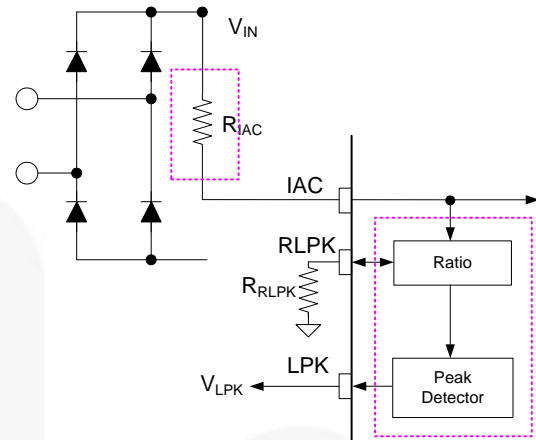 V_IN
R_IAC
IAC
RLPK
Ratio
R_RLPK
LPK
V_LPK
Peak
Detector